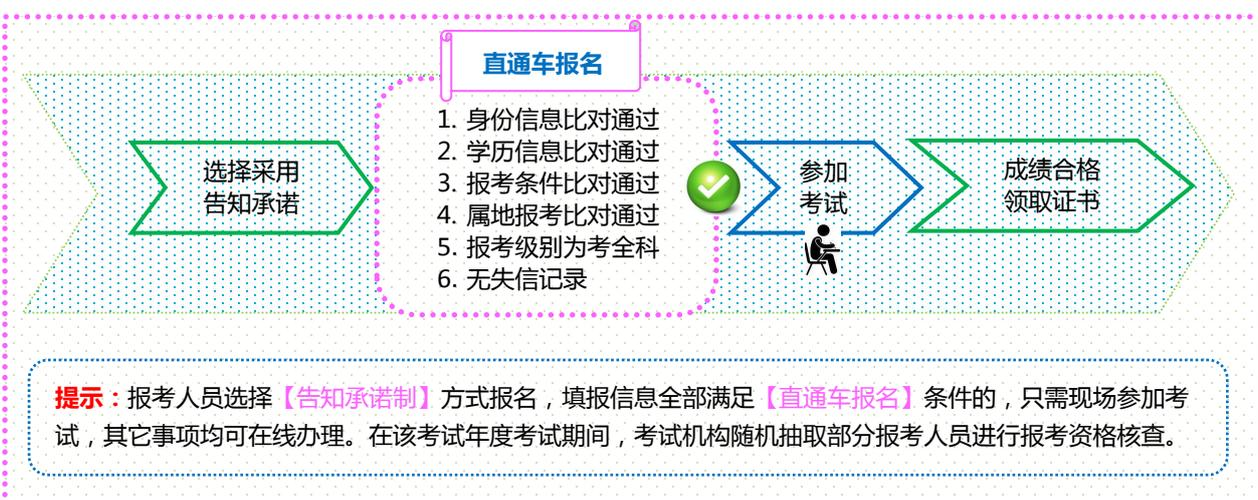 直通车报名
选择采用
告知承诺
1. 身份信息比对通过
2. 学历信息比对通过
3. 报考条件比对通过
4. 属地报考比对通过
5. 报考级别为考全科
6. 无失信记录
参加
考试
成绩合格
领取证书
提示：报考人员选择【告知承诺制】方式报名，填报信息全部满足【直通车报名】条件的，只需现场参加考
试，其它事项均可在线办理。在该考试年度考试期间，考试机构随机抽取部分报考人员进行报考资格核查。